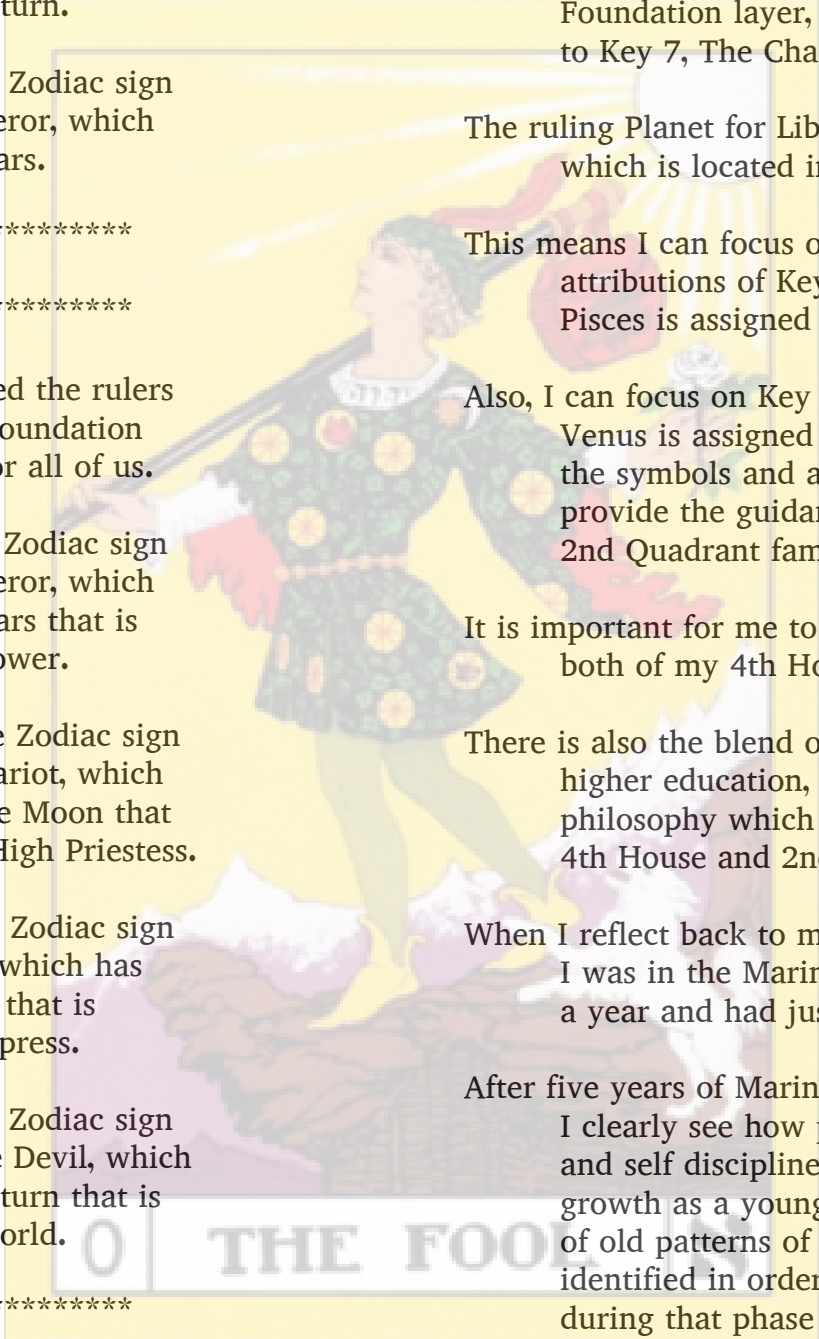 turn.
Zodiac sign
eror, which
ars.
*********
*********
ed the rulers
oundation
or all of us.
Zodiac sign
eror, which
ars that is
ower.
e Zodiac sign
ariot, which
e Moon that
High Priestess.
Zodiac sign
which has
that is
press.
Zodiac sign
e Devil, which
turn that is
orld.
*********
Foundation layer,
to Key 7, The Cha
The ruling Planet for Lib
which is located i
This means I can focus o
attributions of Key
Pisces is assigned
Also, I can focus on Key
Venus is assigned
the symbols and a
provide the guida
2nd Quadrant fam
It is important for me to
both of my 4th Ho
There is also the blend o
higher education,
philosophy which
4th House and 2n
When I reflect back to m
I was in the Marin
a year and had jus
After five years of Marin
I clearly see how p
and self discipline
growth as a young
of old patterns of
identified in order
during that phase
0 THE FOOL א